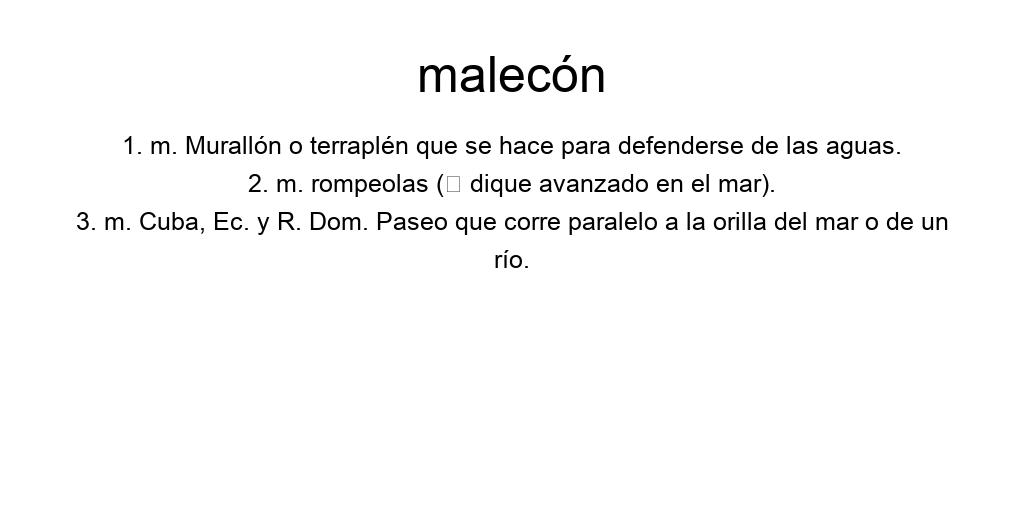 malecón
1. m. Murallón o terraplén que se hace para defenderse de las aguas.
2. m. rompeolas (▯ dique avanzado en el mar).
3. m. Cuba, Ec. y R. Dom. Paseo que corre paralelo a la orilla del mar o de un
río.